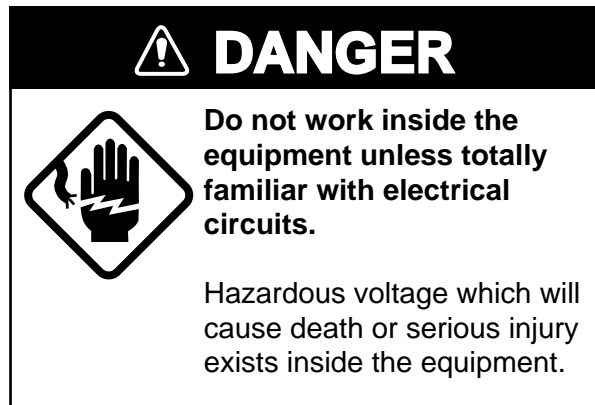 DANGER
Do not work inside the
equipment unless totally
familiar with electrical
circuits.
Hazardous voltage which will
cause death or serious injury
exists inside the equipment.